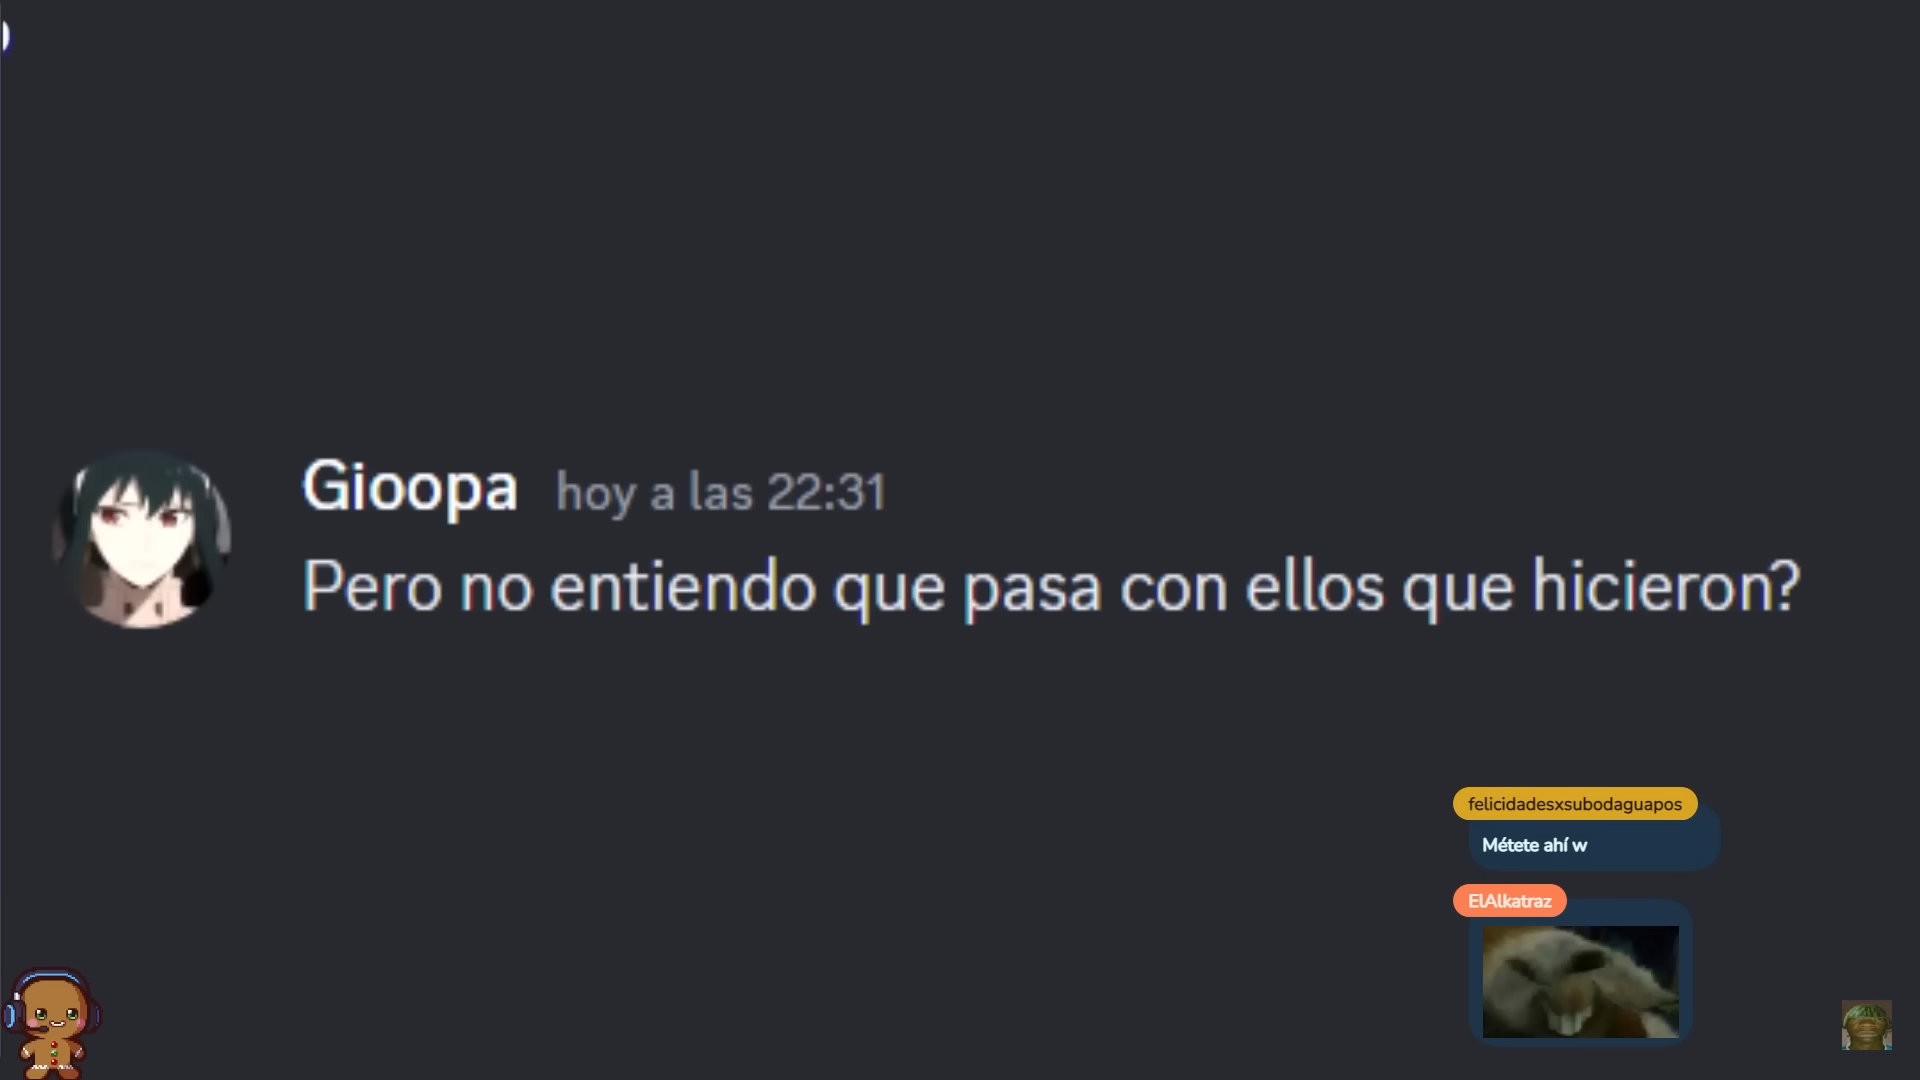 Gioopa hoy a las 22:31
Pero no entiendo que pasa con ellos que hicieron?
felicidadesxsubodaguapos
Métete ahí w
ElAlkatraz